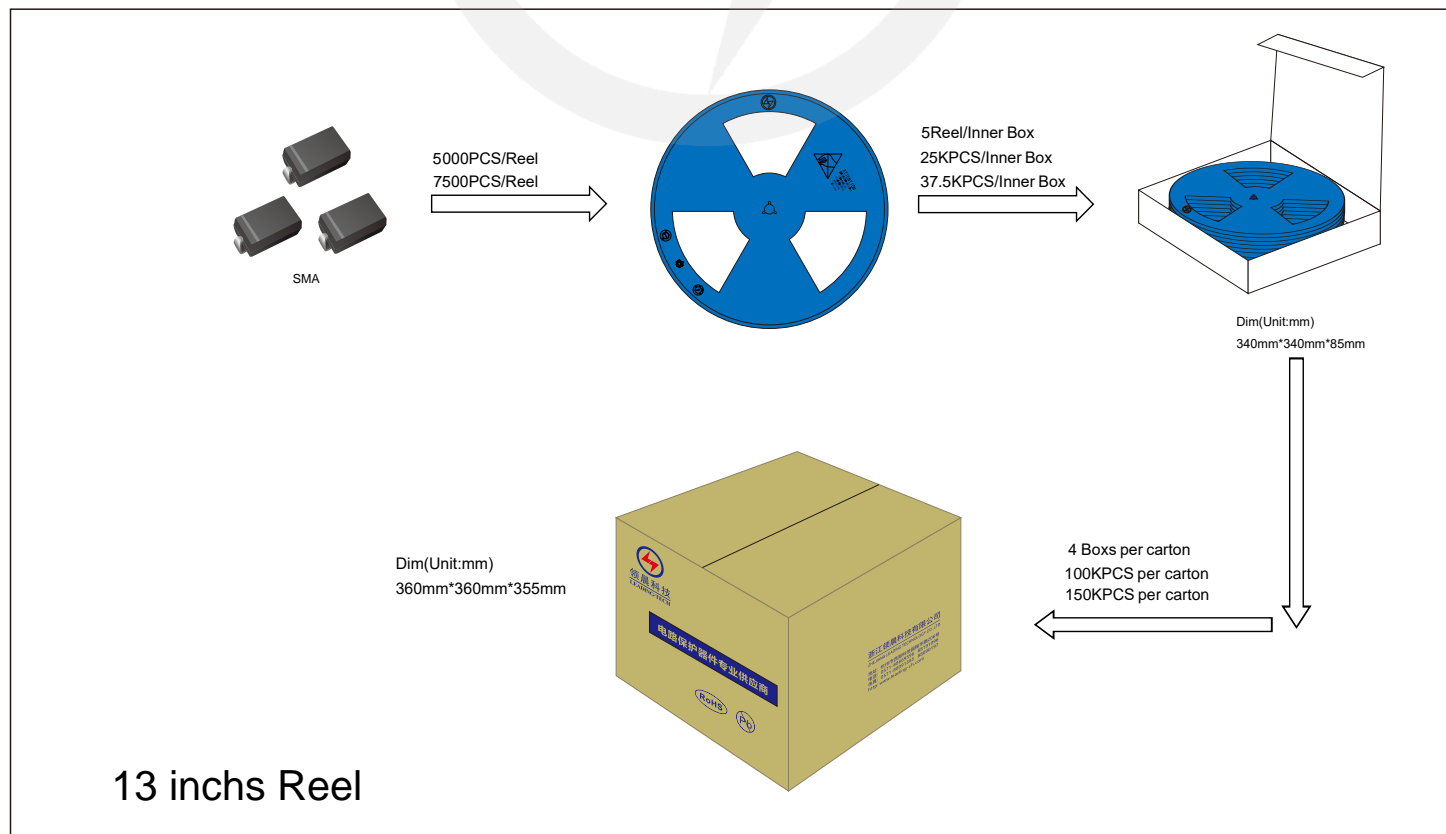 5000PCS/Reel
7500PCS/Reel
SMA
5Reel/Inner Box
25KPCS/Inner Box
37.5KPCS/Inner Box
Dim(Unit:mm)
340mm*340mm*85mm
4 Boxs per carton
100KPCS per carton
150KPCS per carton
Dim(Unit:mm)
360mm*360mm*355mm
领晨科技
LEADING-TECH
电路保护器件专业供应商
RoHS
Pb
浙江领晨科技有限公司
13 inchs Reel